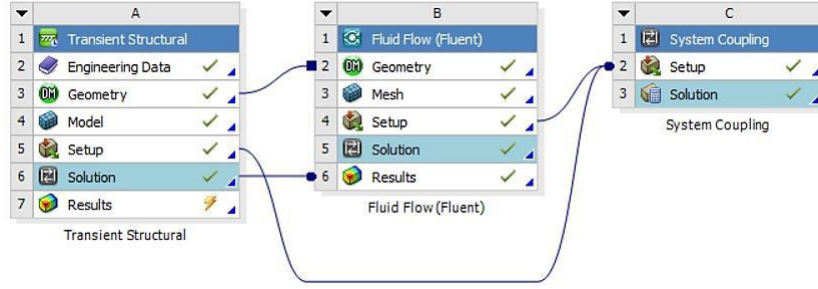 A
1 Transient Structural
2 Engineering Data
3 DM Geometry
4 Model
5 Setup
6 Solution
7 Results
Transient Structural
B
1 Fluid Flow (Fluent)
2 DM Geometry
3 Mesh
4 Setup
5 Solution
6 Results
Fluid Flow (Fluent)
C
1 System Coupling
2 Setup
3 Solution
System Coupling